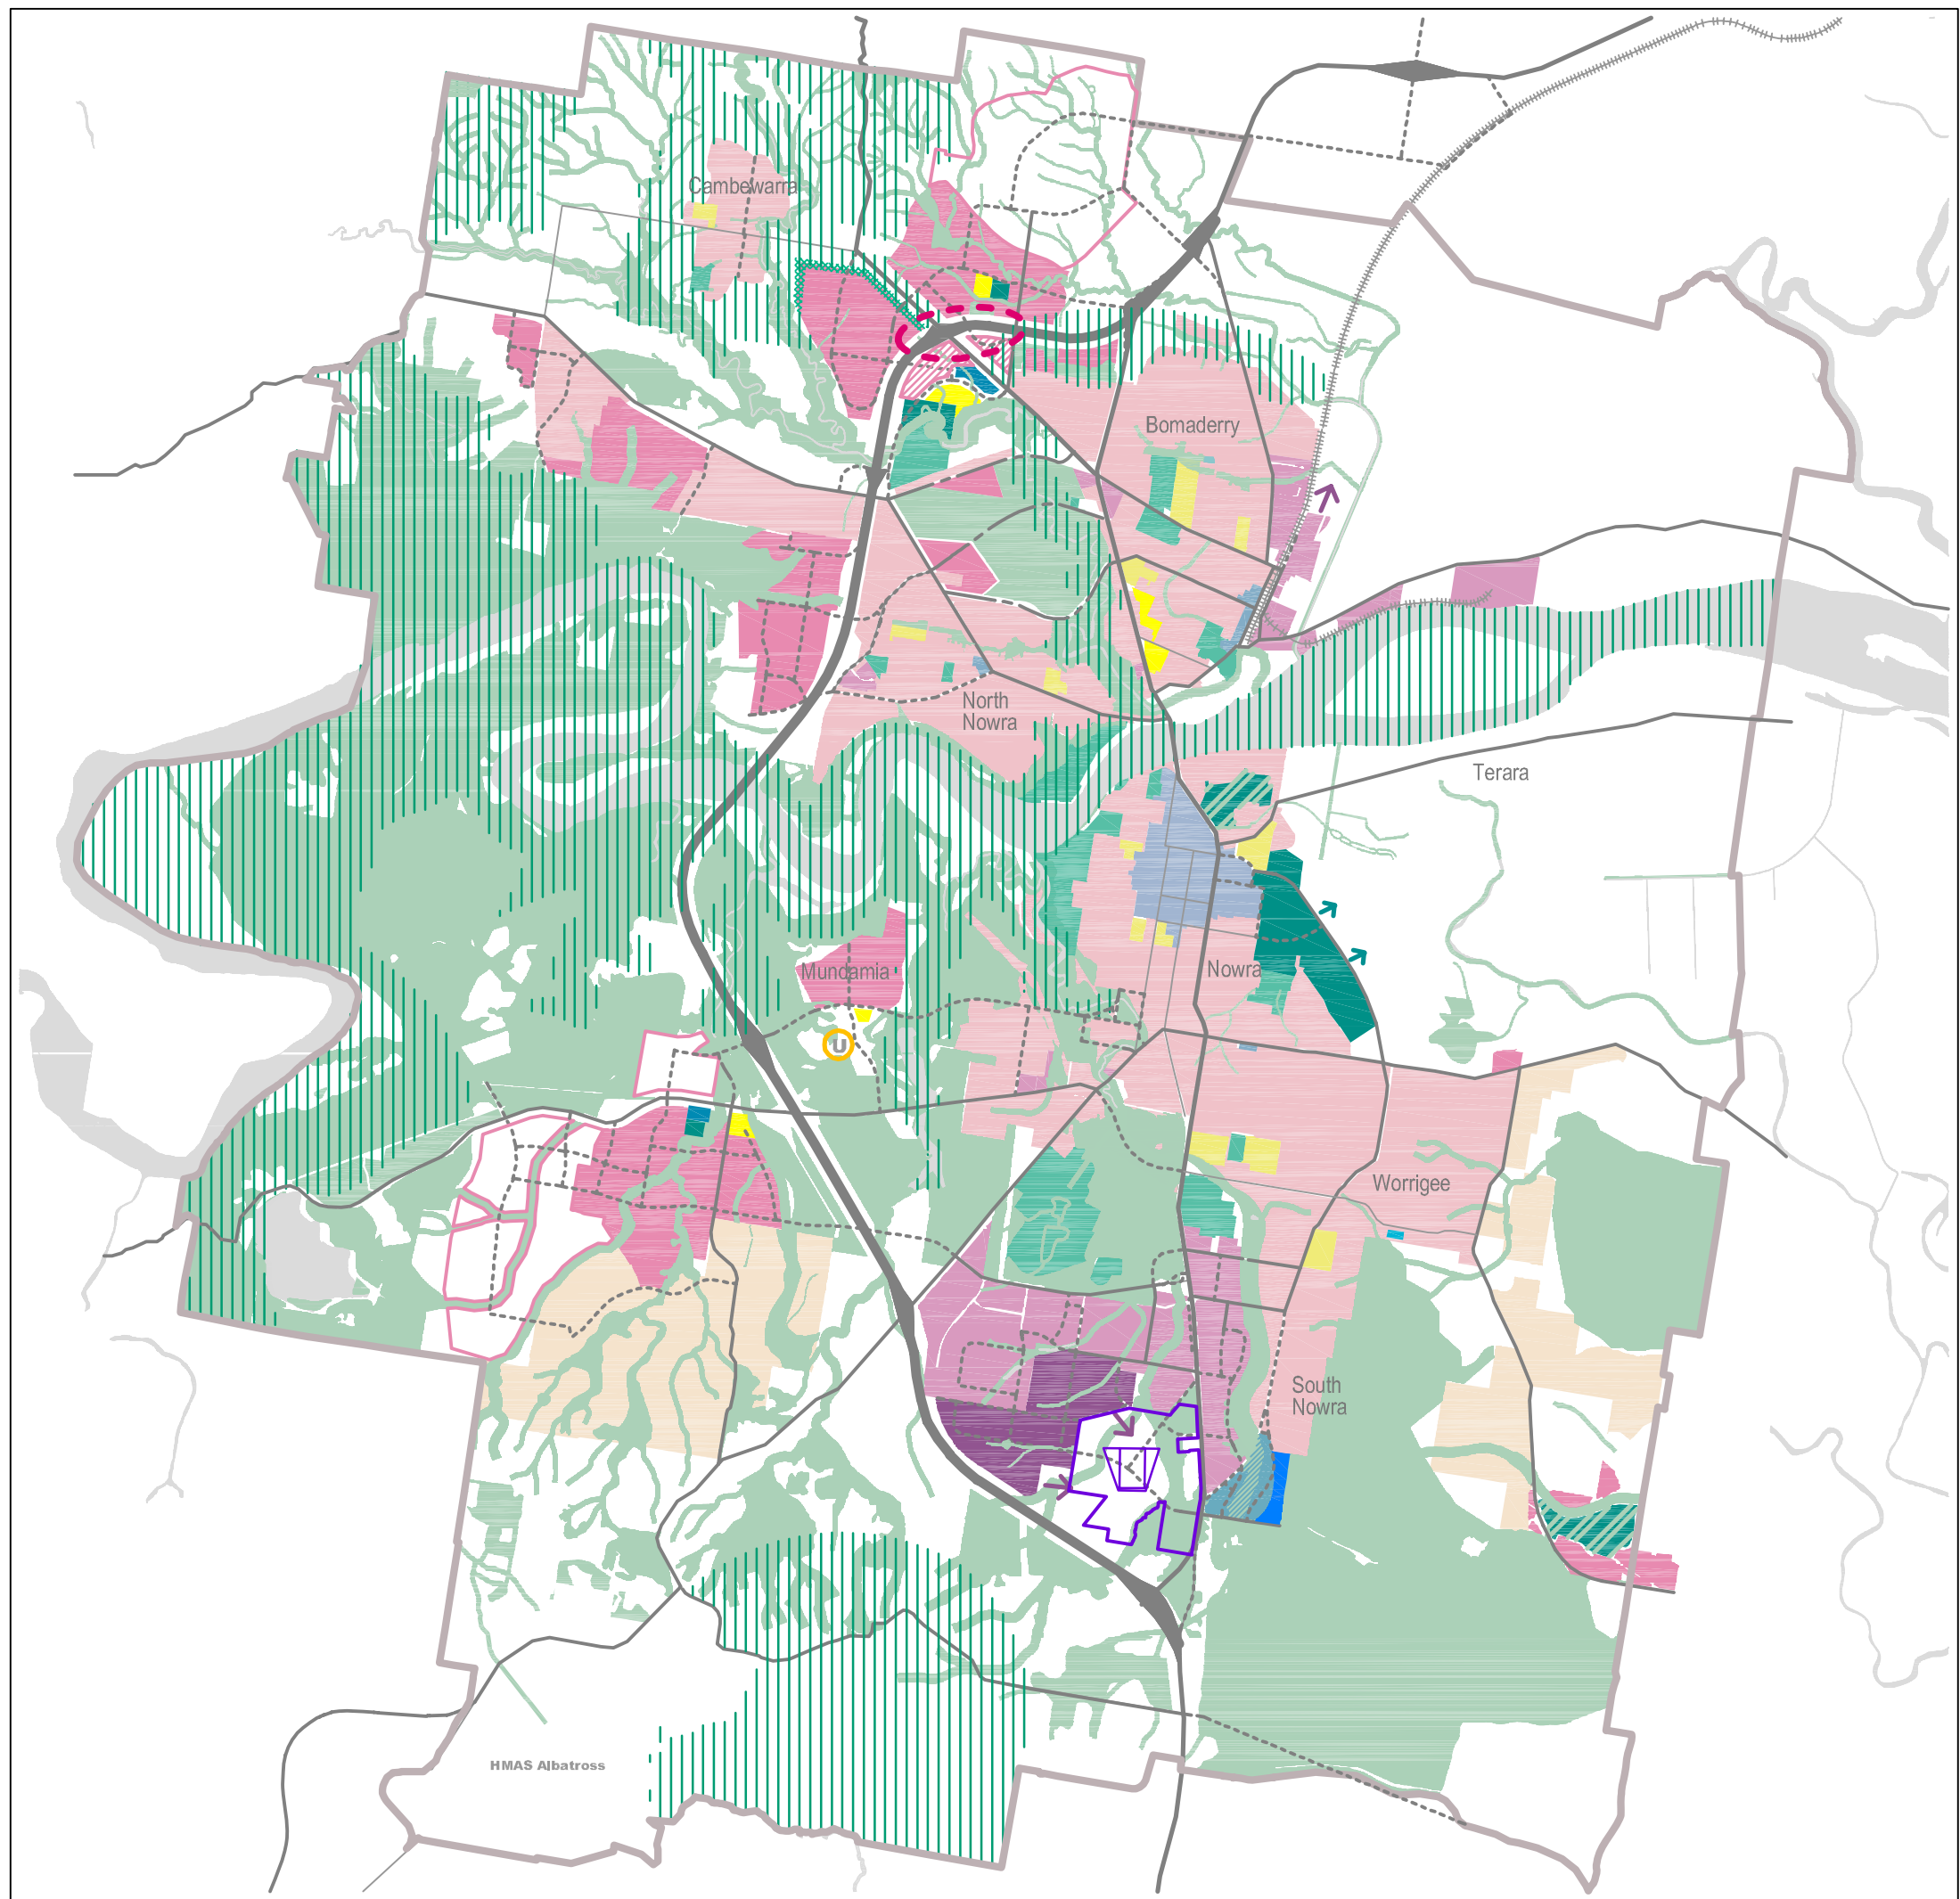 Cambewarra
Bomaderry
North
Nowra
Terara
Mundamia
Nowra
U
Worrigee
South
Nowra
HMAS Albatross